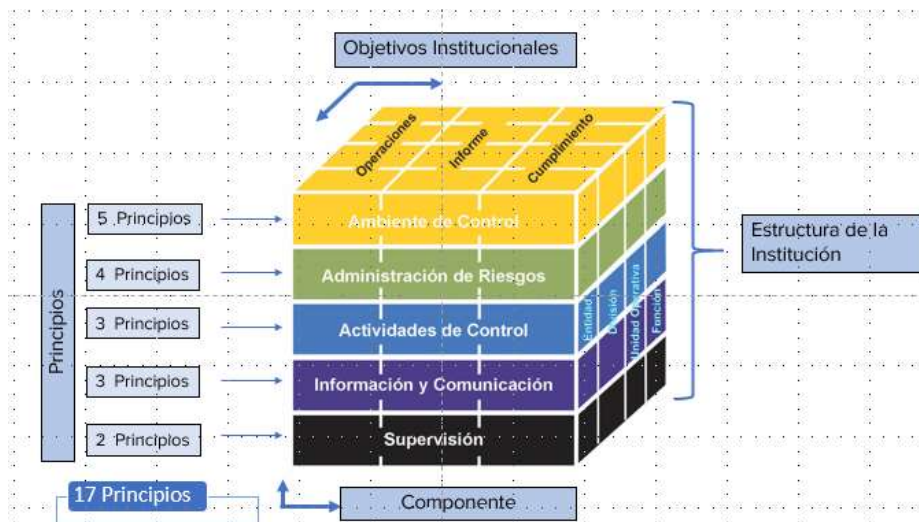 Objetivos Institucionales
Operaciones
Informe
Cumplimiento
Principios
5 Principios
4 Principios
3 Principios
3 Principios
2 Principios
Ambiente de Control
Administración de Riesgos
Actividades de Control
Información y Comunicación
Supervisión
Entidad
División
Unidad Operativa
Función
Estructura de la
Institución
17 Principios
Componente